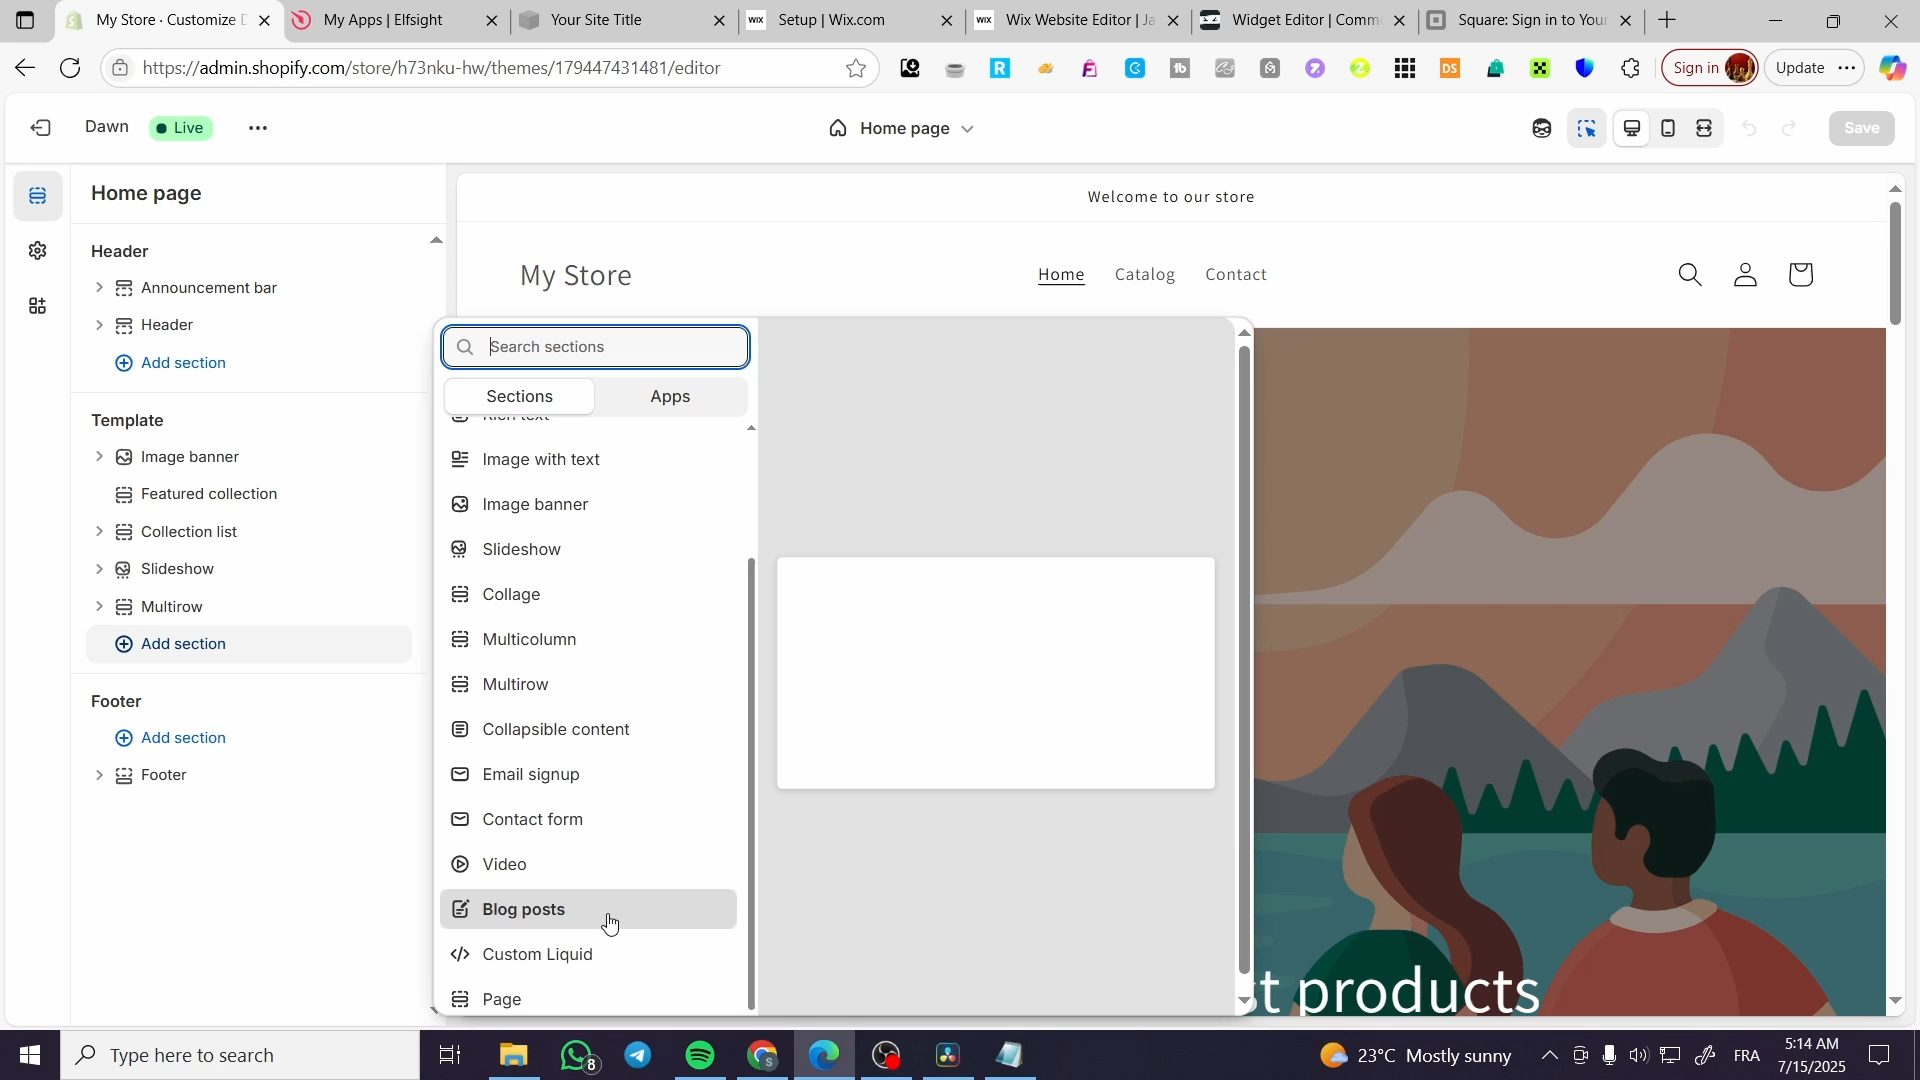 My Store · Customize D
My Apps | Elfsight
Your Site Title
Setup | Wix.com
Wix Website Editor | Ja
Widget Editor | Comm
Square: Sign in to Your
https://admin.shopify.com/store/h73nku-hw/themes/179447431481/editor
Sign in
Update
Dawn
Live
Home page
Save
Home page
Header
Announcement bar
Header
Add section
Template
Image banner
Featured collection
Collection list
Slideshow
Multirow
Add section
Footer
Add section
Footer
Search sections
Sections
Apps
Rich text
Image with text
Image banner
Slideshow
Collage
Multicolumn
Multirow
Collapsible content
Email signup
Contact form
Video
Blog posts
Custom Liquid
Page
Welcome to our store
My Store
Home
Catalog
Contact
t products
Type here to search
8
23°C Mostly sunny
FRA
5:14 AM
7/15/2025